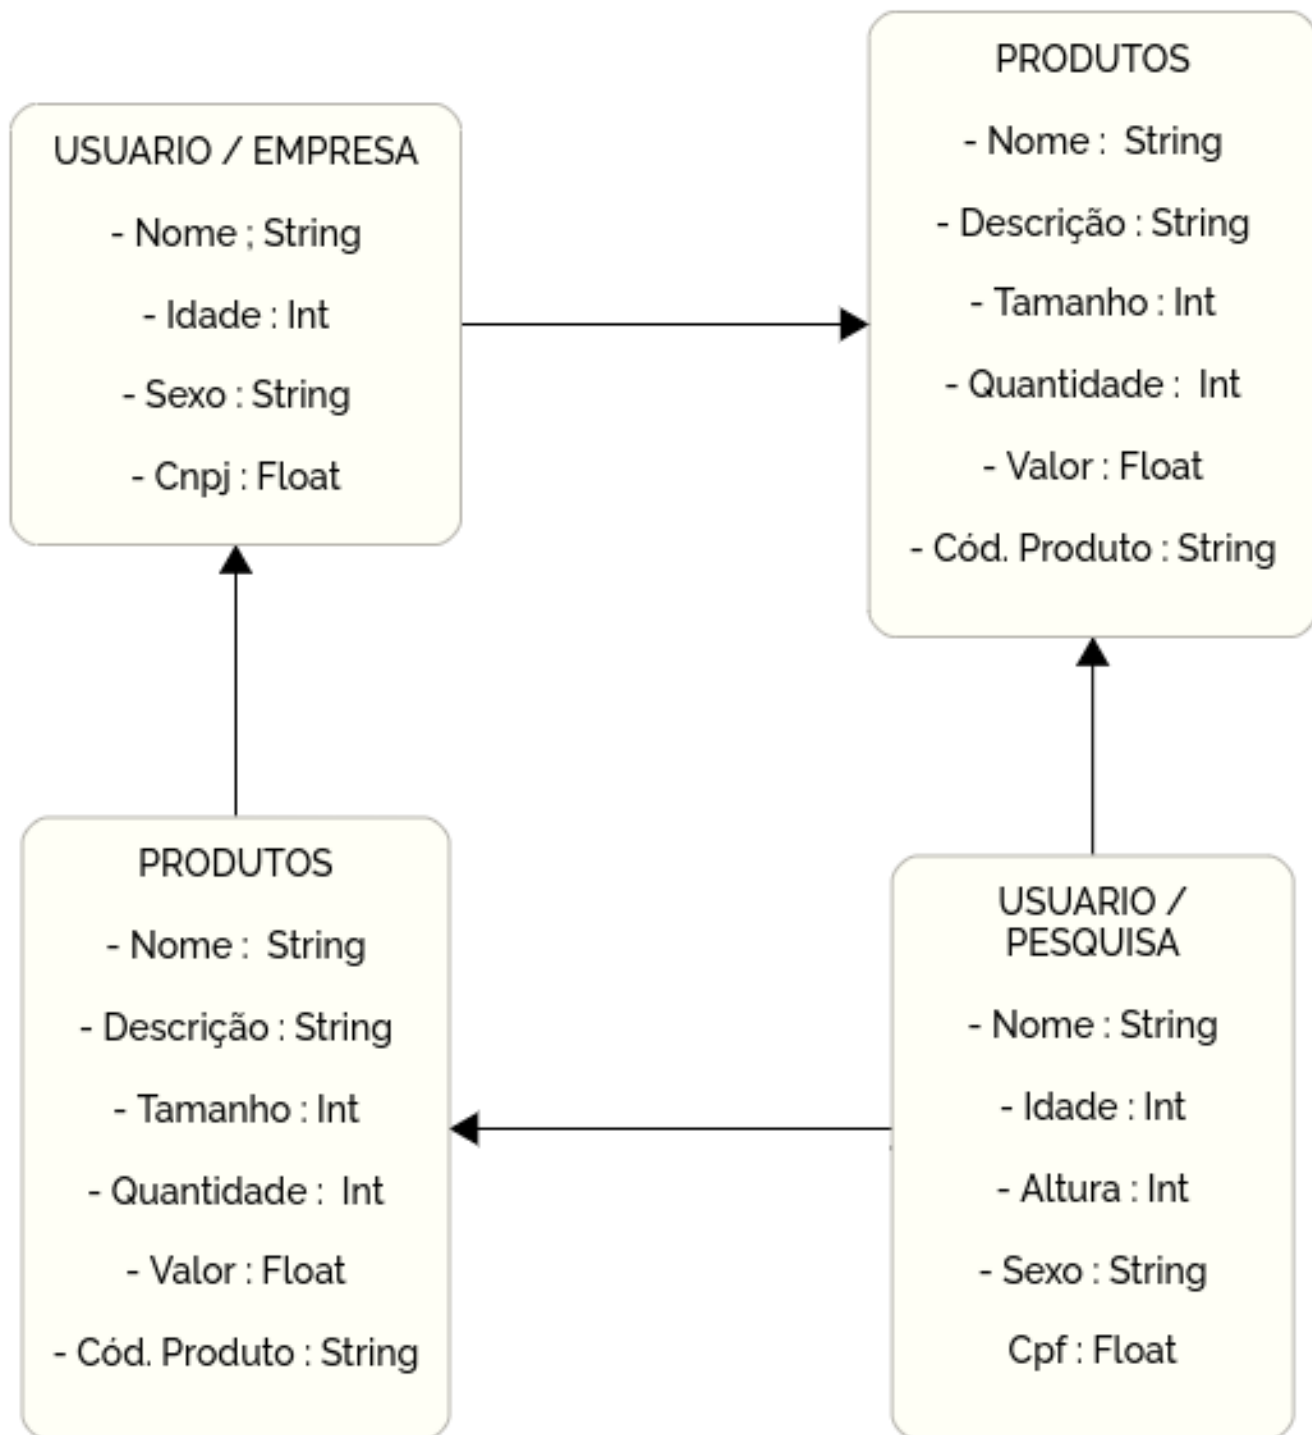 USUARIO / EMPRESA
- Nome ; String
- Idade : Int
- Sexo : String
- Cnpj : Float
PRODUTOS
- Nome :  String
- Descrição : String
- Tamanho : Int
- Quantidade :  Int
- Valor : Float
- Cód. Produto : String
PRODUTOS
- Nome :  String
- Descrição : String
- Tamanho : Int
- Quantidade :  Int
- Valor : Float
- Cód. Produto : String
USUARIO /
PESQUISA
- Nome : String
- Idade : Int
- Altura : Int
- Sexo : String
Cpf : Float